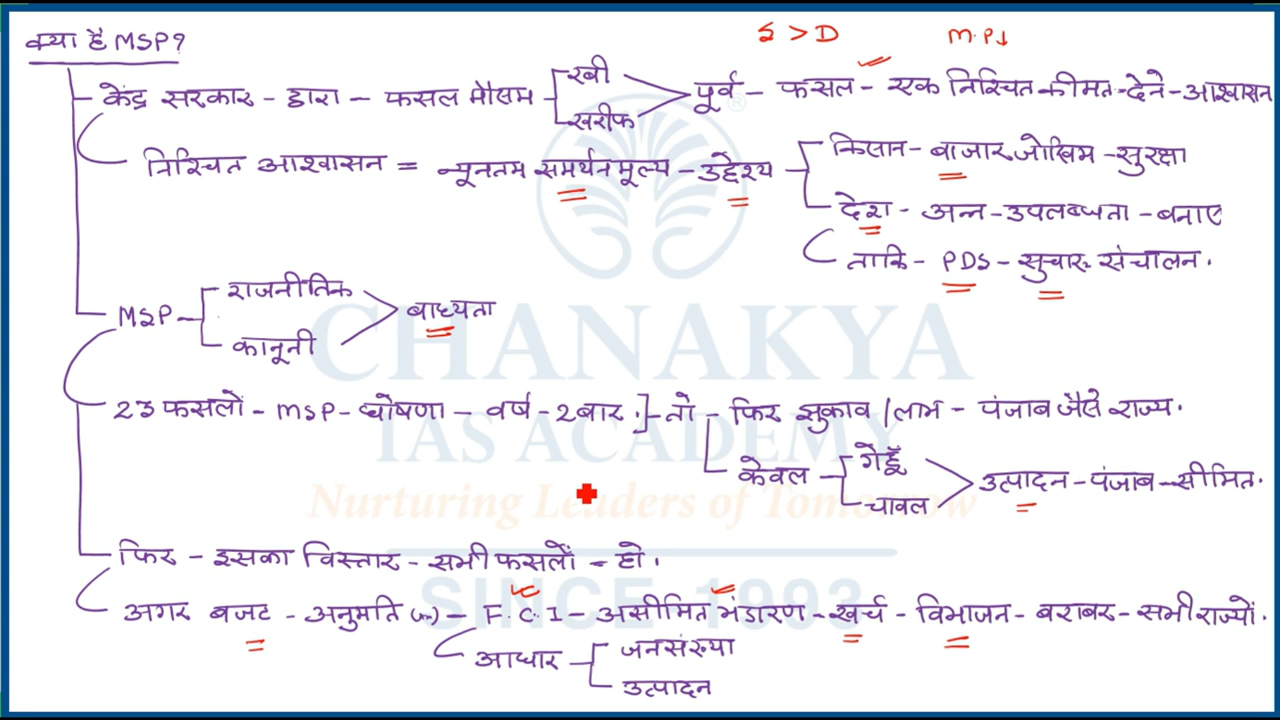 क्या है MSP?
S > D
M.P↓
केंद्र सरकार - द्वारा - फसल मौसम
रबी
खरीफ
पूर्व - फसल - एक निश्चित कीमत - देने - आश्वासन
निश्चित आश्वासन = न्यूनतम समर्थन मूल्य - उद्देश्य
किसान - बाजार जोखिम - सुरक्षा
देश - अन्न - उपलब्धता - बनाए
ताकि - PDS - सुचारू संचालन.
MSP
राजनीतिक
कानूनी
बाध्यता
23 फसलों - MSP - घोषणा - वर्ष - 2 बार.] - तो - फिर झुकाव / लाभ - पंजाब जैसे राज्य.
केवल
गेहूँ
चावल
उत्पादन - पंजाब - सीमित.
फिर - इसका विस्तार - सभी फसलों - हो.
अगर बजट - अनुमति - F.C.I - असीमित भंडारण - खर्च - विभाजन - बराबर - सभी राज्यों.
आधार
जनसंख्या
उत्पादन
®
CHANAKYA
IAS ACADEMY
Nurturing Leaders of Tomorrow
SINCE-1993